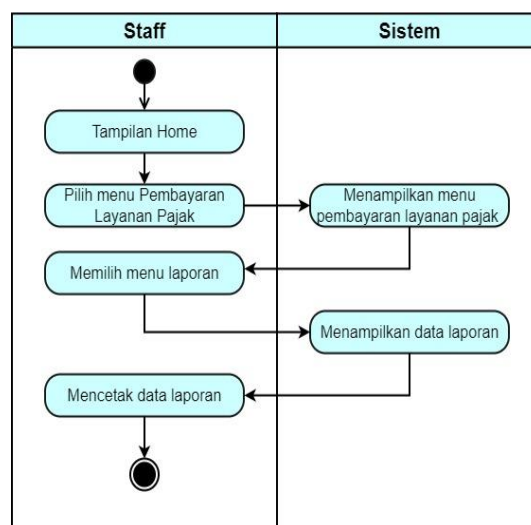 Staff
Sistem
Tampilan Home
Pilih menu Pembayaran
Layanan Pajak
Menampilkan menu
pembayaran layanan pajak
Memilih menu laporan
Menampilkan data laporan
Mencetak data laporan